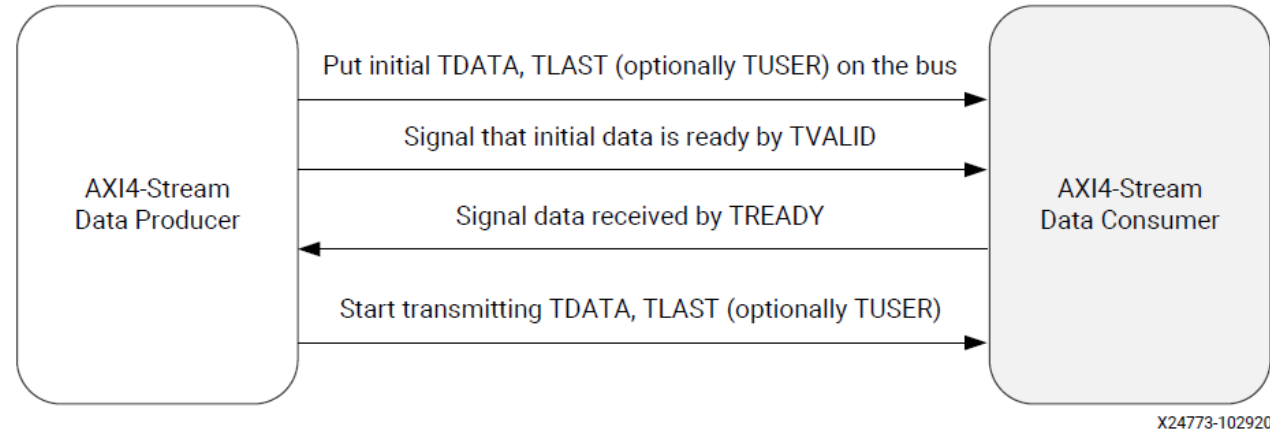 Put initial TDATA, TLAST (optionally TUSER) on the bus
Signal that initial data is ready by TVALID
AXI4-Stream
Data Producer
Signal data received by TREADY
AXI4-Stream
Data Consumer
Start transmitting TDATA, TLAST (optionally TUSER)
X24773-102920